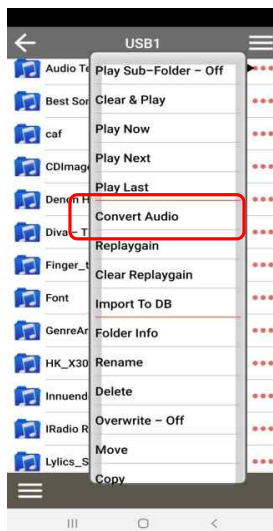 USB1
Audio Te
Play Sub-Folder – Off
Best Sor
Clear & Play
caf
Play Now
CDImage
Play Next
Play Last
Denon H
Convert Audio
Diva – T
Replaygain
Finger_t
Clear Replaygain
Font
Import To DB
GenreAr
Folder Info
HK_X30
Rename
Innuend
Delete
IRadio R
Overwrite – Off
Move
Lylics_S
Copy